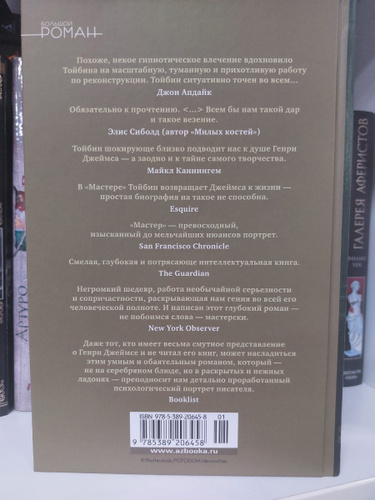 БОЛЬШОЙ
РОМАН
Похоже, некое гипнотическое влечение вдохновило
Тойбина на масштабную, туманную и прихотливую работу
по реконструкции. Тойбин ситуативно точен во всем...
Джон Апдайк
Обязательно к прочтению. <...> Всем бы нам такой дар
и такое везение.
Элис Сиболд (автор «Милых костей»)
Тойбин шокирующе близко подводит нас к душе Генри
Джеймса — а заодно и к тайне самого творчества.
Майкл Каннингем
В «Мастере» Тойбин возвращает Джеймса к жизни —
простая биография на такое не способна.
Esquire
«Мастер» — превосходный,
изысканный до мельчайших нюансов портрет.
San Francisco Chronicle
Смелая, глубокая и потрясающе интеллектуальная книга.
The Guardian
Негромкий шедевр, работа необычайной серьезности
и сопричастности, раскрывающая нам гения во всей его
человеческой полноте. И написан этот глубокий роман —
не побоимся слова — мастерски.
New York Observer
Даже тот, кто имеет весьма смутное представление
о Генри Джеймсе и не читал его книг, может насладиться
этим умным и обаятельным романом, который —
не на серебряном блюде, но в раскрытых и нежных
ладонях — преподносит нам детально проработанный
психологический портрет писателя.
Booklist
ISBN 978-5-389-20645-8
01
9 785389 206458
www.azbooka.ru
ГАЛЕРЕЯ АФЕРИСТОВ
АРТУРО